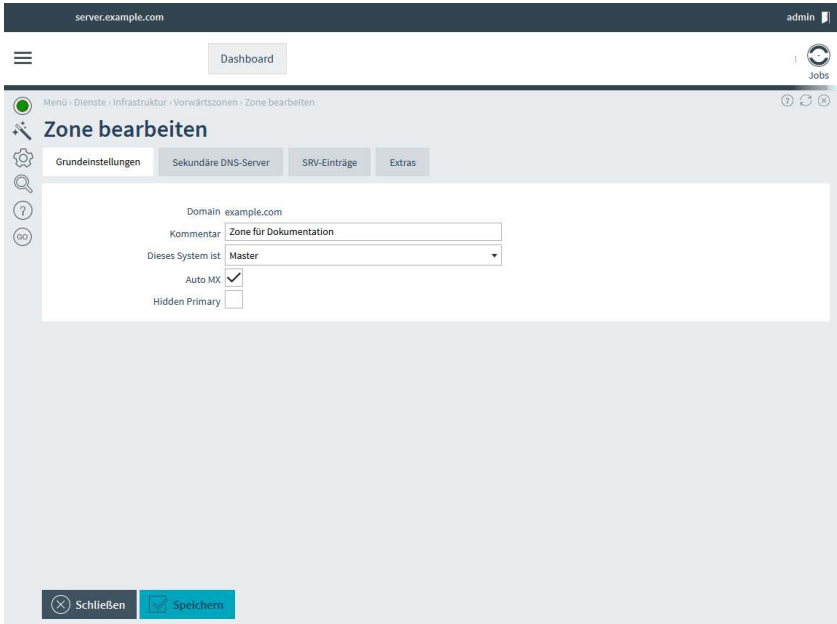 server.example.com
admin
Dashboard
Jobs
Menü › Dienste › Infrastruktur › Vorwärtszonen › Zone bearbeiten
?
Zone bearbeiten
Grundeinstellungen
Sekundäre DNS-Server
SRV-Einträge
Extras
?
GO
Domain example.com
Kommentar Zone für Dokumentation
Dieses System ist Master
Auto MX
Hidden Primary
Schließen
Speichern